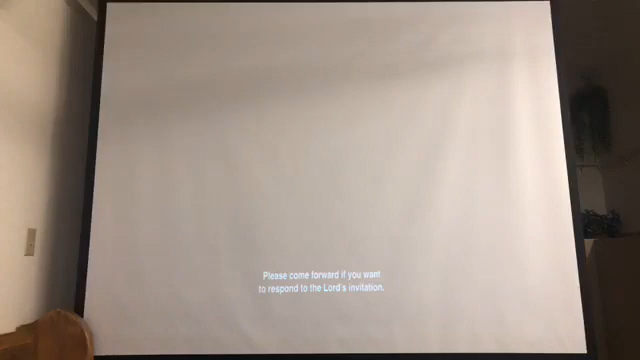 Please come forward if you want
to respond to the Lord's invitation.